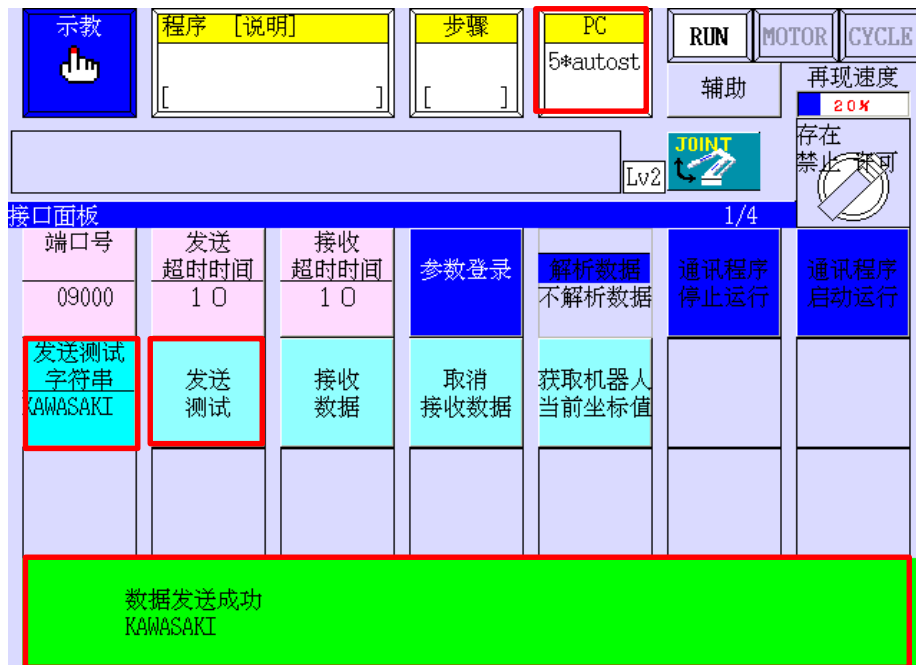 示教
程序 [说明]
[ ]
步骤
[ ]
PC
5*autost
RUN
MOTOR
CYCLE
辅助
再现速度
20%
Lv2
JOINT
存在
禁止 许可
接口面板
1/4
端口号
09000
发送
超时时间
10
接收
超时时间
10
参数登录
解析数据
不解析数据
通讯程序
停止运行
通讯程序
启动运行
发送测试
字符串
KAWASAKI
发送
测试
接收
数据
取消
接收数据
获取机器人
当前坐标值
数据发送成功
KAWASAKI